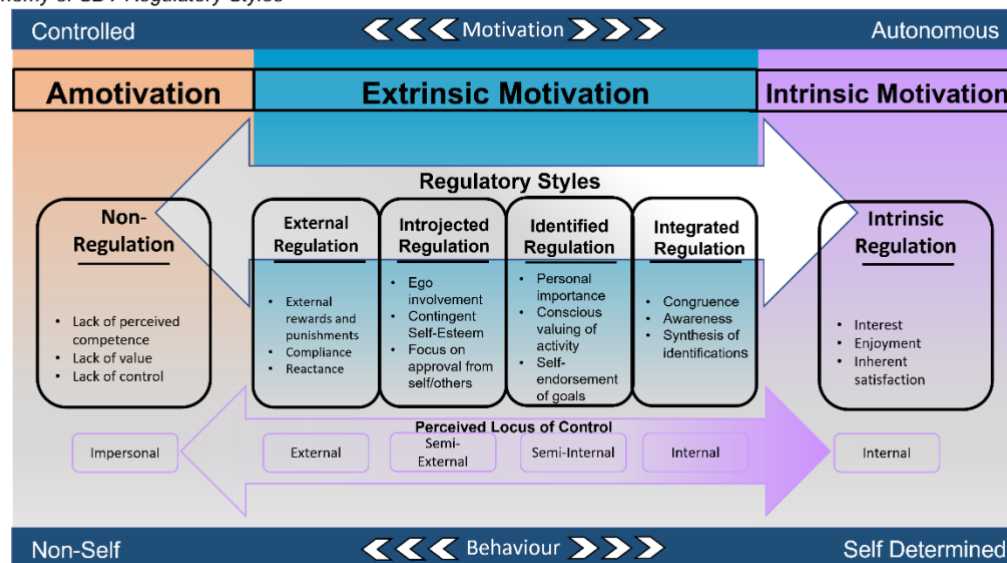 Controlled
Motivation
Autonomous
Amotivation
Extrinsic Motivation
Intrinsic Motivation
Regulatory Styles
Non-
Regulation
• Lack of perceived
competence
• Lack of value
• Lack of control
External
Regulation
• External
rewards and
punishments
• Compliance
• Reactance
Introjected
Regulation
• Ego
involvement
• Contingent
Self-Esteem
• Focus on
approval from
self/others
Identified
Regulation
• Personal
importance
• Conscious
valuing of
activity
• Self-
endorsement
of goals
Integrated
Regulation
• Congruence
• Awareness
• Synthesis of
identifications
Intrinsic
Regulation
• Interest
• Enjoyment
• Inherent
satisfaction
Perceived Locus of Control
Impersonal
External
Semi-
External
Semi-Internal
Internal
Internal
Non-Self
Behaviour
Self Determined